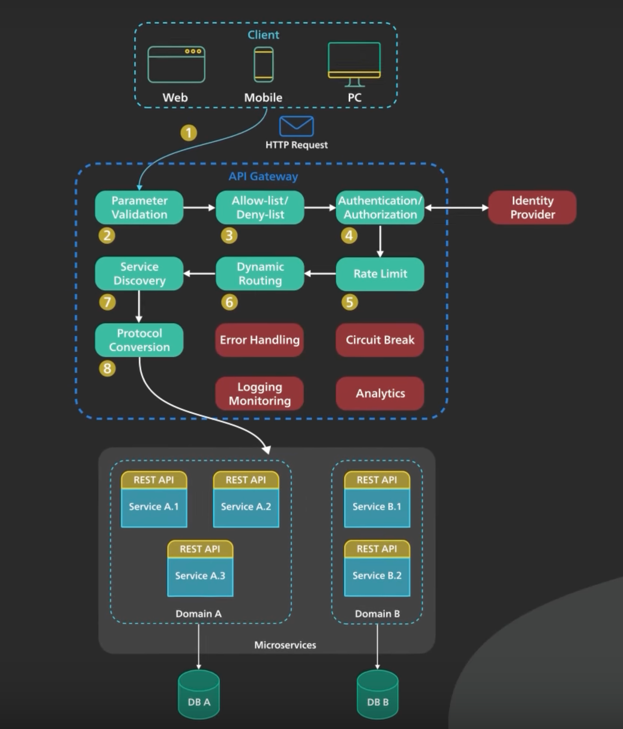 Client
Web
Mobile
PC
1
HTTP Request
API Gateway
Parameter
Validation
Allow-list/
Deny-list
Authentication/
Authorization
Identity
Provider
2
3
4
Service
Discovery
Dynamic
Routing
Rate Limit
7
6
5
Protocol
Conversion
Error Handling
Circuit Break
8
Logging
Monitoring
Analytics
REST API
Service A.1
REST API
Service A.2
REST API
Service B.1
REST API
Service A.3
REST API
Service B.2
Domain A
Domain B
Microservices
DB A
DB B